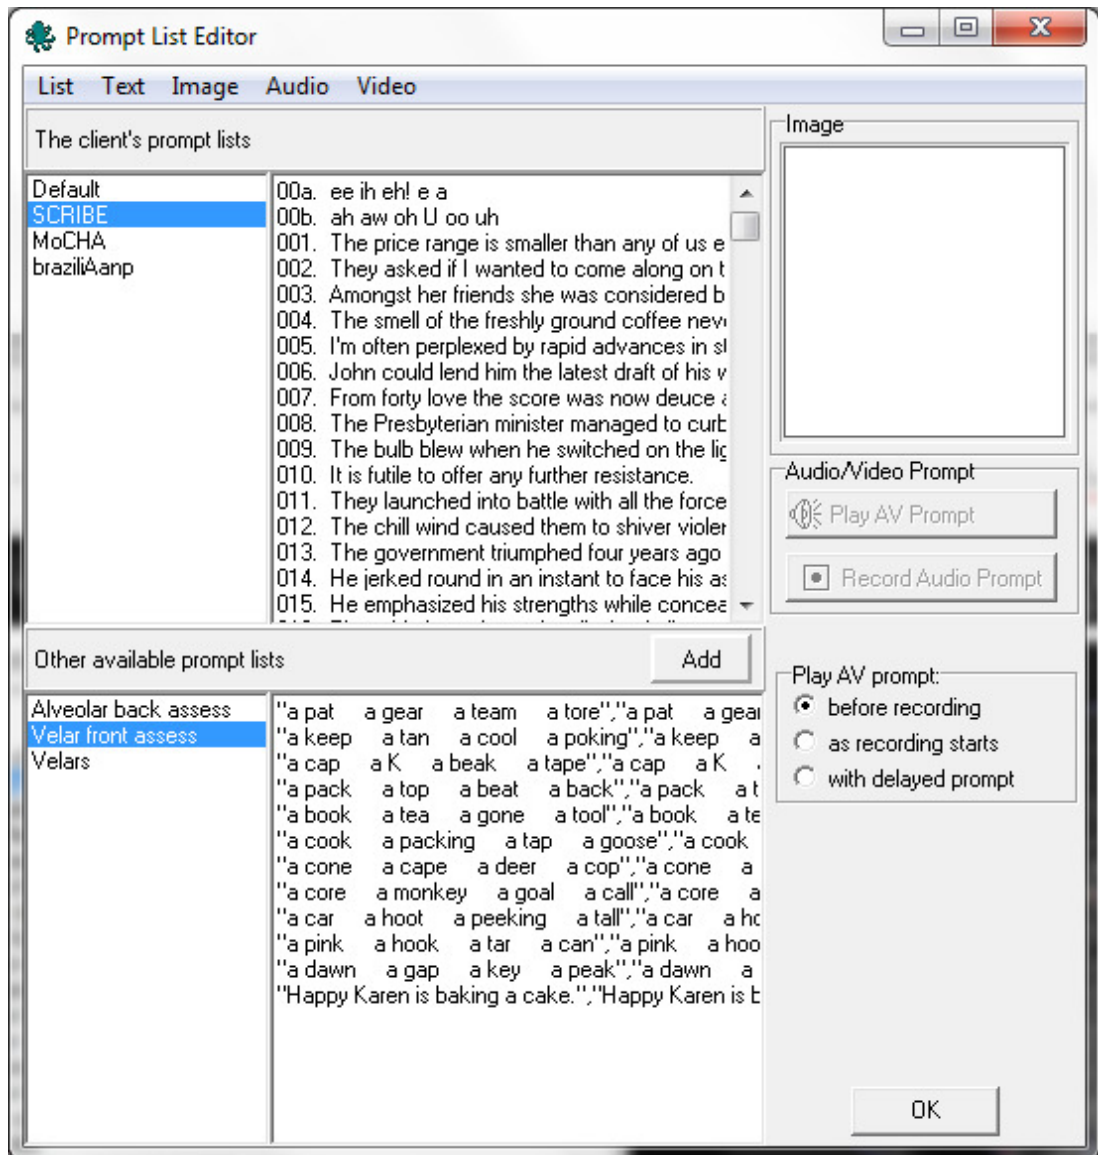 Prompt List Editor
List Text Image Audio Video
The client's prompt lists
Default
SCRIBE
MoCHA
braziliAanp
00a. ee ih eh! e a
00b. ah aw oh U oo uh
001. The price range is smaller than any of us e
002. They asked if I wanted to come along on t
003. Amongst her friends she was considered b
004. The smell of the freshly ground coffee nev
005. I'm often perplexed by rapid advances in
006. John could lend him the latest draft of his
007. From forty love the score was now deuce
008. The Presbyterian minister managed to curb
009. The bulb blew when he switched on the lig
010. It is futile to offer any further resistance.
011. They launched into battle with all the force
012. The chill wind caused them to shiver violer
013. The government triumphed four years ago
014. He jerked round in an instant to face his as
015. He emphasized his strengths while concea
Image
Audio/Video Prompt
Play AV Prompt
Record Audio Prompt
Other available prompt lists
Add
Alveolar back assess
Velar front assess
Velars
"a pat a gear a team a tore","a pat a gear
"a keep a tan a cool a poking","a keep a
"a cap a K a beak a tape","a cap a K
"a pack a top a beat a back","a pack a t
"a book a tea a gone a tool","a book a te
"a cook a packing a tap a goose","a cook
"a cone a cape a deer a cop","a cone a
"a core a monkey a goal a call","a core a
"a car a hoot a peeking a tall","a car a ho
"a pink a hook a tar a can","a pink a hoo
"a dawn a gap a key a peak","a dawn a
"Happy Karen is baking a cake.","Happy Karen is b
Play AV prompt:
before recording
as recording starts
with delayed prompt
OK